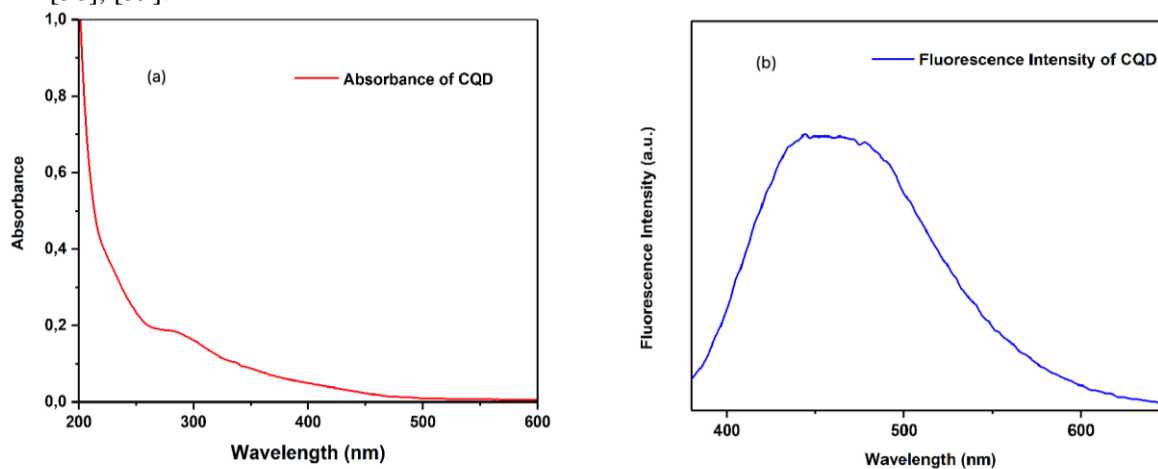 (a)
Absorbance of CQD
1,0
0,8
0,6
0,4
0,2
0,0
Absorbance
200
300
400
500
600
Wavelength (nm)
(b)
Fluorescence Intensity of CQD
Fluorescence Intensity (a.u.)
400
500
600
Wavelength (nm)